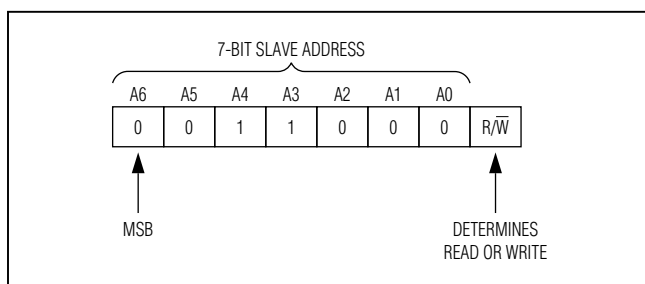 7-BIT SLAVE ADDRESS
A6 A5 A4 A3 A2 A1 A0
0 0 1 1 0 0 0 R/W̅
MSB
DETERMINES
READ OR WRITE